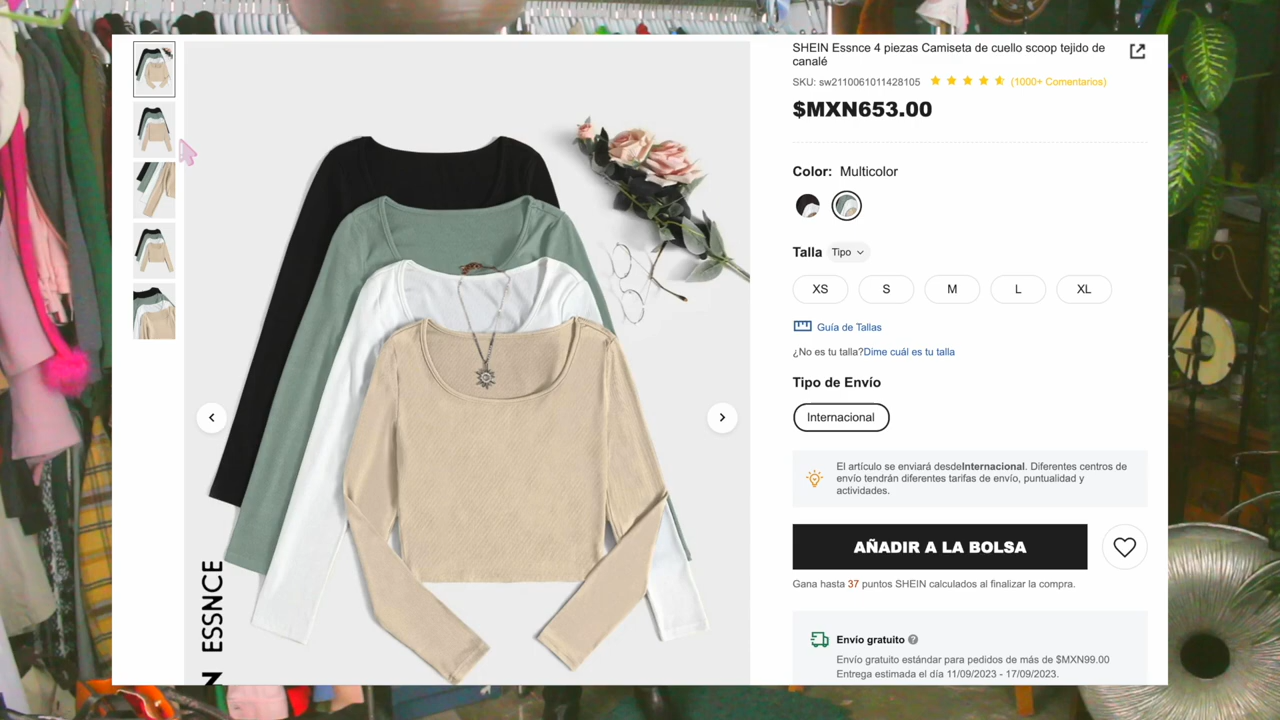 SHEIN Essnce 4 piezas Camiseta de cuello scoop tejido de
canalé
SKU: sw2110061011428105
(1000+ Comentarios)
$MXN653.00
Color: Multicolor
Talla Tipo
XS S M L XL
Guía de Tallas
¿No es tu talla?Dime cuál es tu talla
Tipo de Envío
Internacional
El artículo se enviará desdeInternacional. Diferentes centros de
envío tendrán diferentes tarifas de envío, puntualidad y
actividades.
AÑADIR A LA BOLSA
Gana hasta 37 puntos SHEIN calculados al finalizar la compra.
Envío gratuito ?
Envío gratuito estándar para pedidos de más de $MXN99.00
Entrega estimada el día 11/09/2023 - 17/09/2023.
N ESSNCE